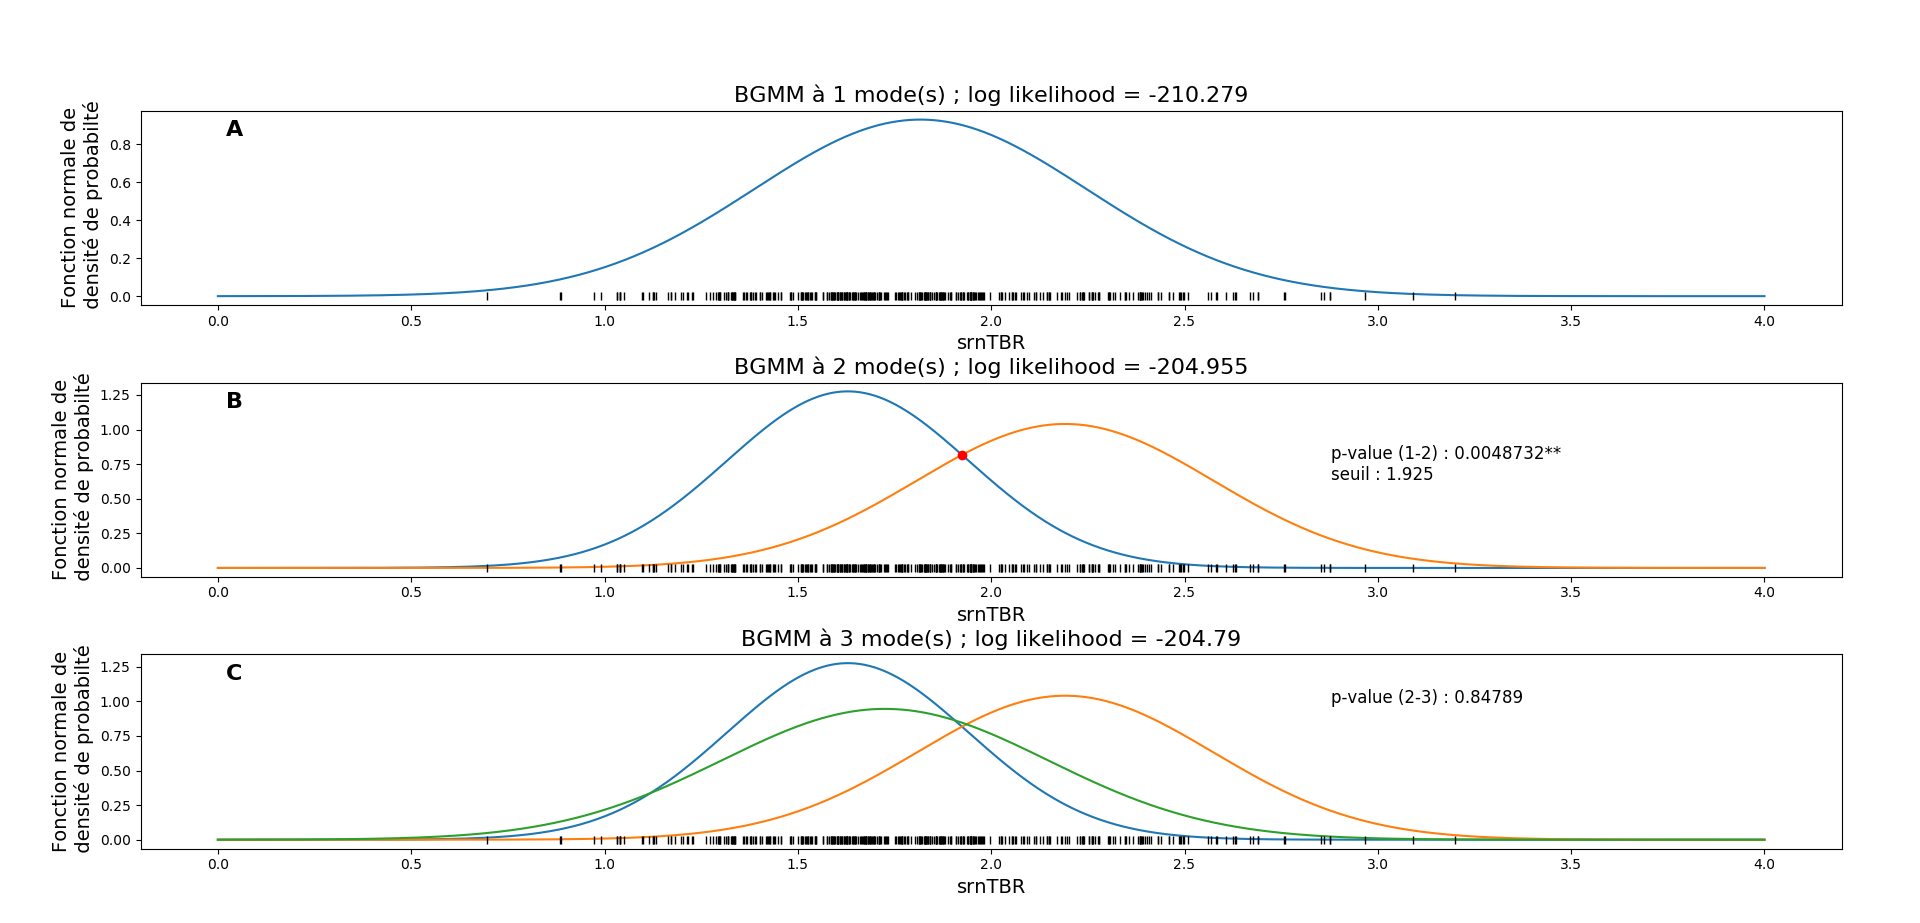 BGMM à 1 mode(s) ; log likelihood = -210.279
A
Fonction normale de
densité de probabilté
0.8
0.6
0.4
0.2
0.0
0.0 0.5 1.0 1.5 2.0 2.5 3.0 3.5 4.0
srnTBR
BGMM à 2 mode(s) ; log likelihood = -204.955
B
Fonction normale de
densité de probabilté
1.25
1.00
0.75
0.50
0.25
0.00
p-value (1-2) : 0.0048732**
seuil : 1.925
0.0 0.5 1.0 1.5 2.0 2.5 3.0 3.5 4.0
srnTBR
BGMM à 3 mode(s) ; log likelihood = -204.79
C
Fonction normale de
densité de probabilté
1.25
1.00
0.75
0.50
0.25
0.00
p-value (2-3) : 0.84789
0.0 0.5 1.0 1.5 2.0 2.5 3.0 3.5 4.0
srnTBR